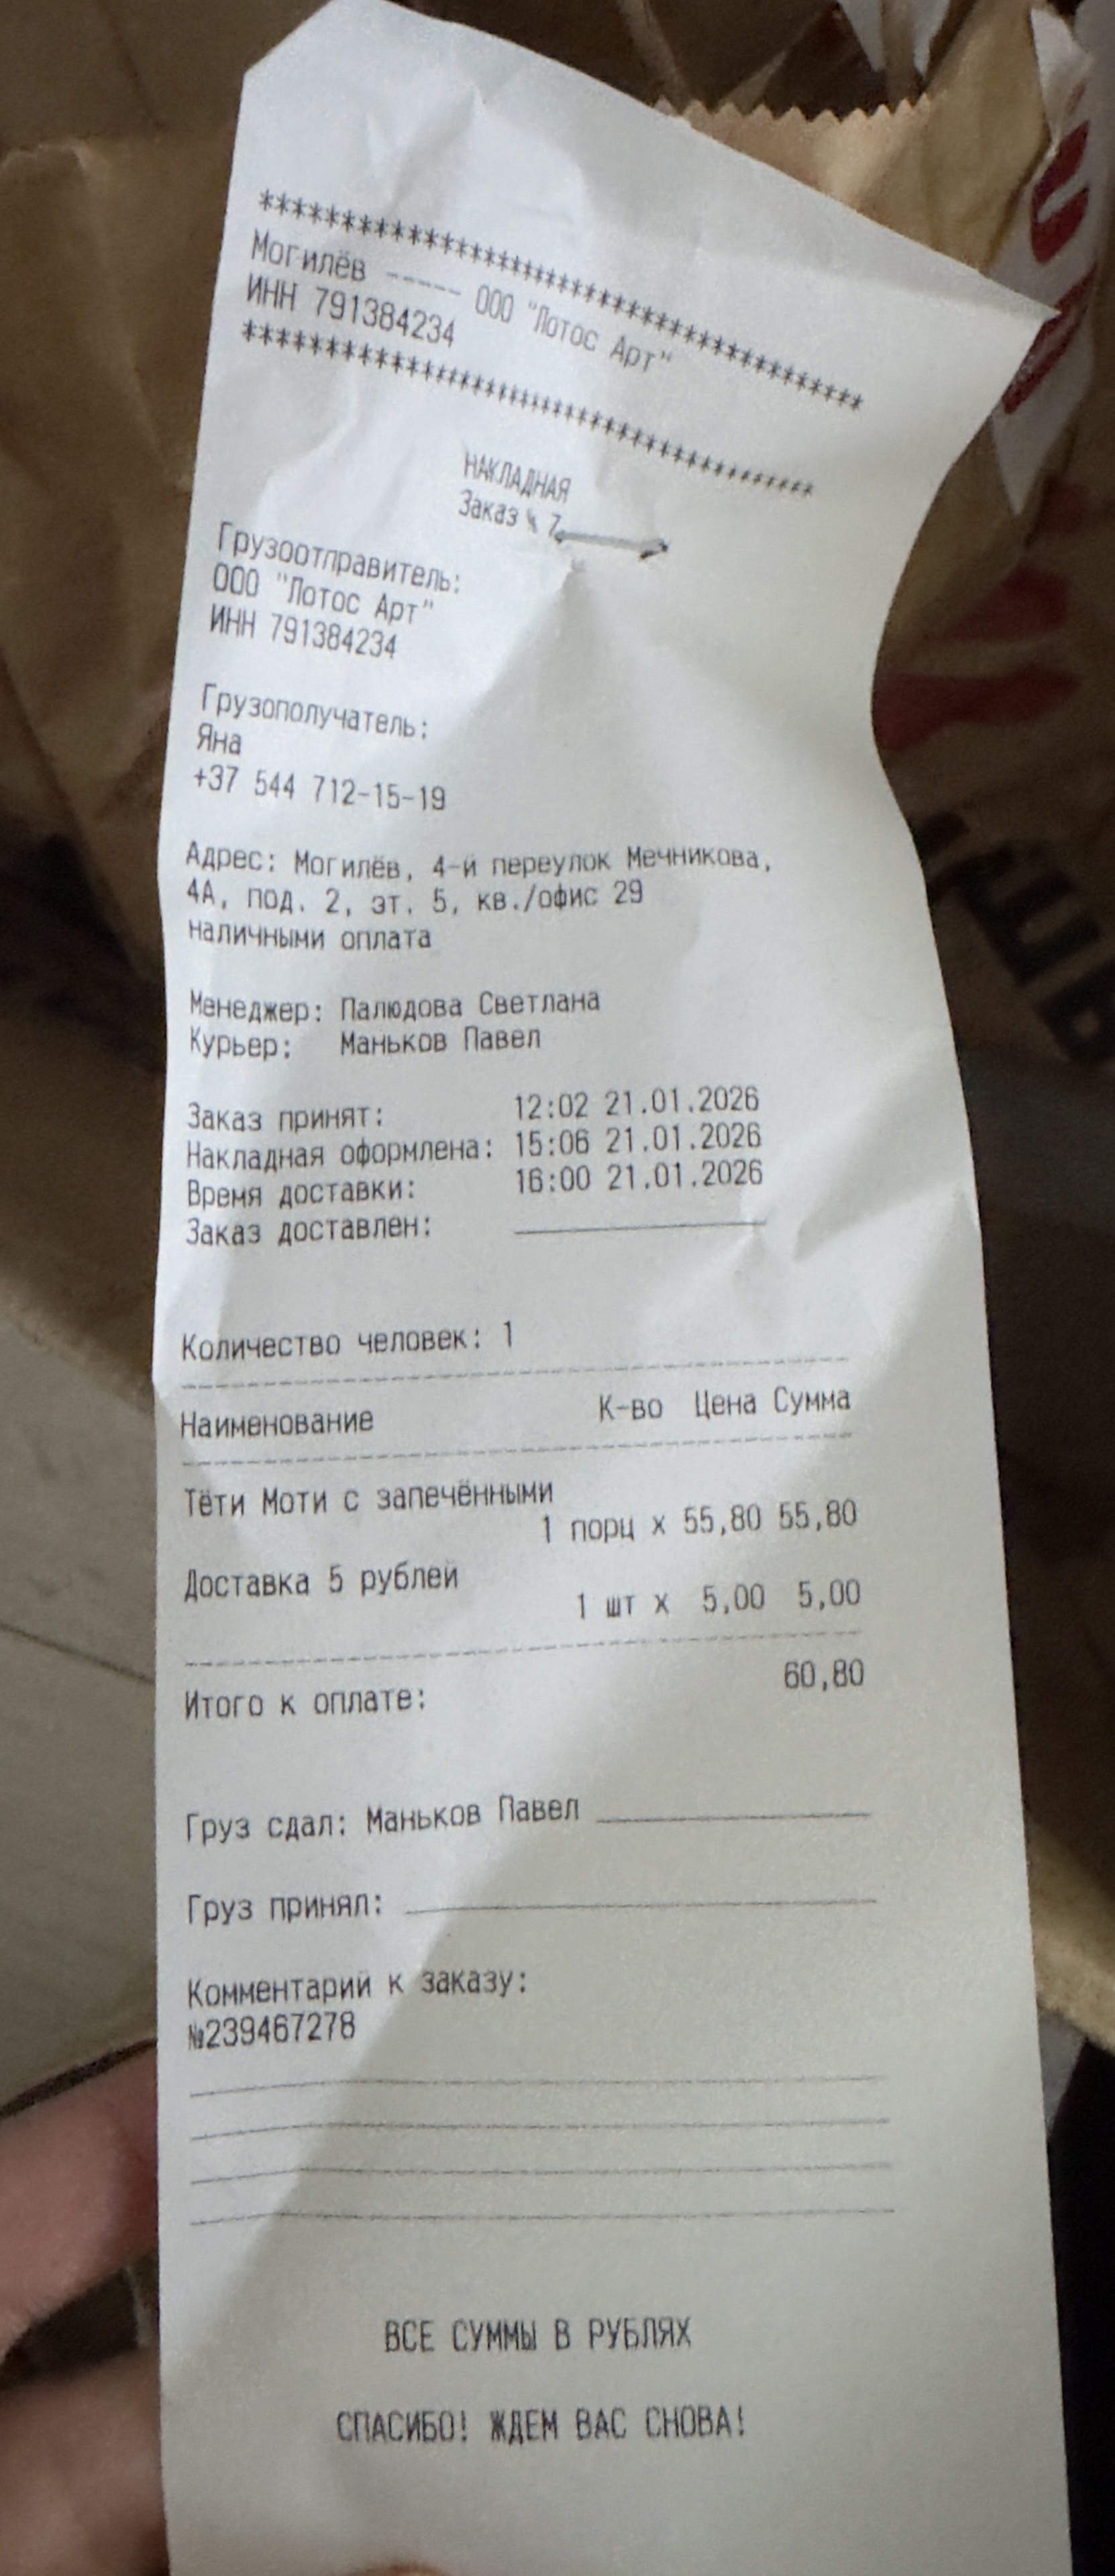 ******************************************
Могилёв ----- ООО "Лотос Арт"
ИНН 791384234
******************************************
НАКЛАДНАЯ
Заказ № 7
Грузоотправитель:
ООО "Лотос Арт"
ИНН 791384234
Грузополучатель:
Яна
+37 544 712-15-19
Адрес: Могилёв, 4-й переулок Мечникова,
4А, под. 2, эт. 5, кв./офис 29
наличными оплата
Менеджер: Палюдова Светлана
Курьер: Маньков Павел
Заказ принят: 12:02 21.01.2026
Накладная оформлена: 15:06 21.01.2026
Время доставки: 16:00 21.01.2026
Заказ доставлен:
Количество человек: 1
Наименование К-во Цена Сумма
Тёти Моти с запечёнными
1 порц х 55,80 55,80
Доставка 5 рублей
1 шт х 5,00 5,00
Итого к оплате: 60,80
Груз сдал: Маньков Павел
Груз принял:
Комментарий к заказу:
№239467278
ВСЕ СУММЫ В РУБЛЯХ
СПАСИБО! ЖДЕМ ВАС СНОВА!